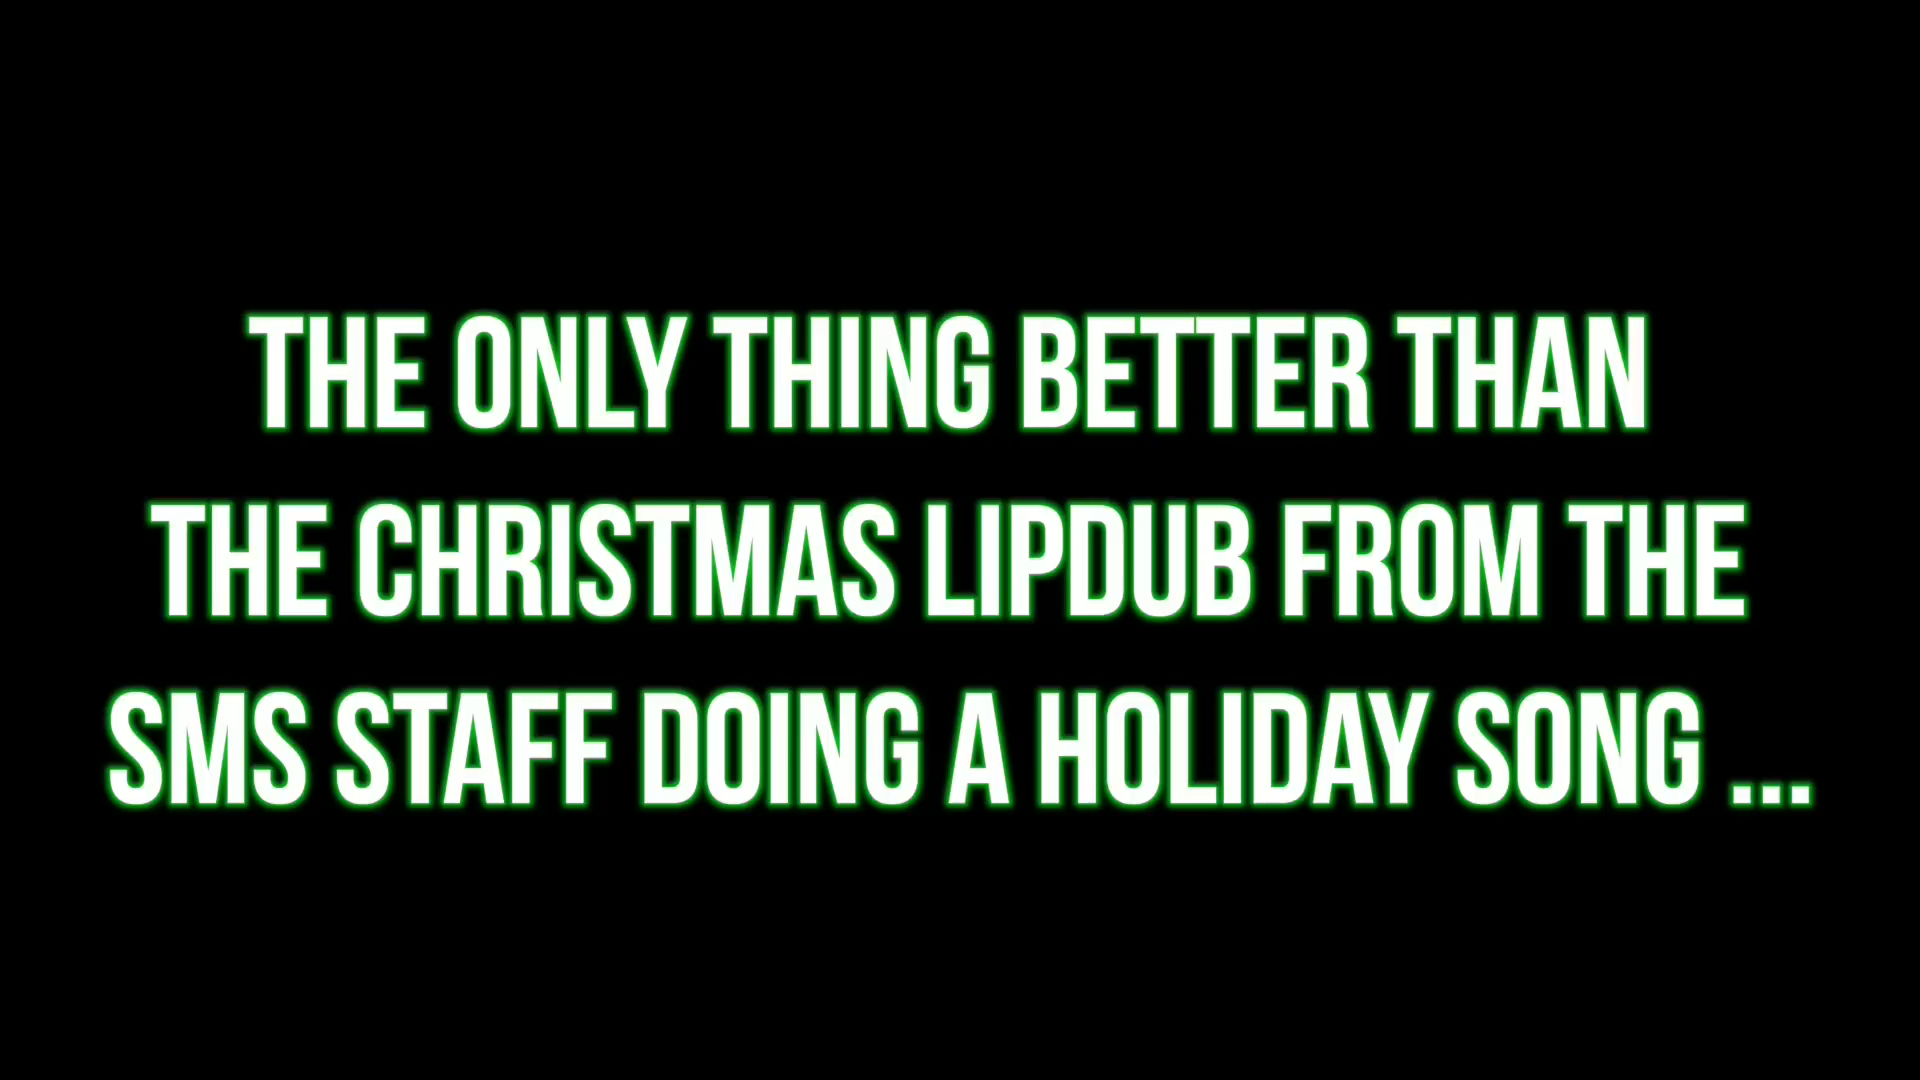 THE ONLY THING BETTER THAN
THE CHRISTMAS LIPDUB FROM THE
SMS STAFF DOING A HOLIDAY SONG ...